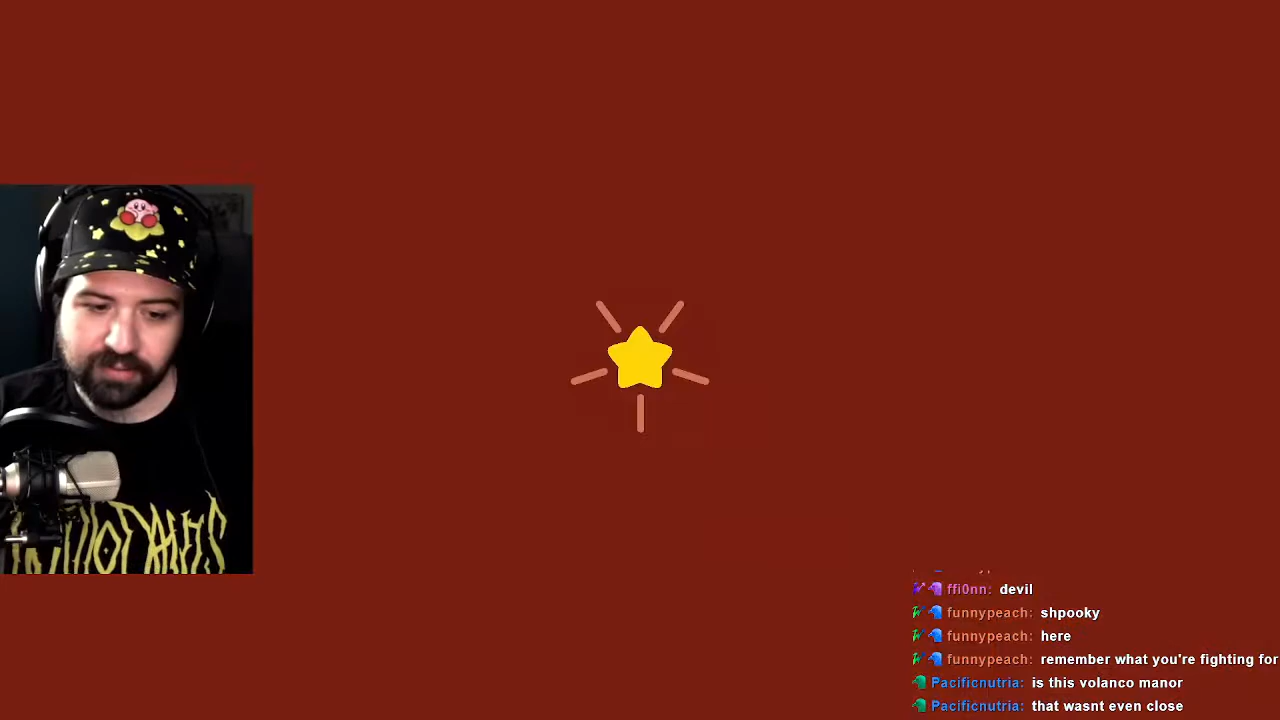 ffi0nn: devil
funnypeach: shpooky
funnypeach: here
funnypeach: remember what you're fighting for
Pacificnutria: is this volanco manor
Pacificnutria: that wasnt even close